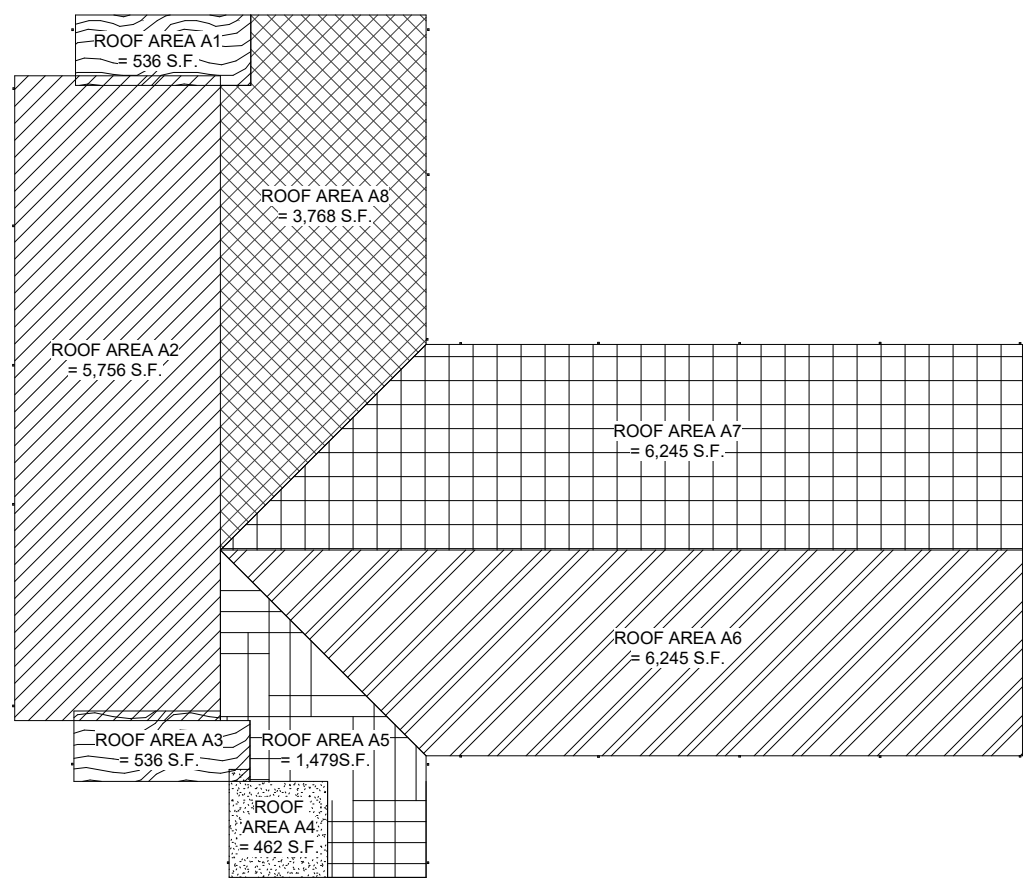 ROOF AREA A1
= 536 S.F.
ROOF AREA A8
= 3,768 S.F.
ROOF AREA A2
= 5,756 S.F.
ROOF AREA A7
= 6,245 S.F.
ROOF AREA A6
= 6,245 S.F.
ROOF AREA A3
= 536 S.F.
ROOF AREA A5
= 1,479S.F.
ROOF
AREA A4
= 462 S.F.